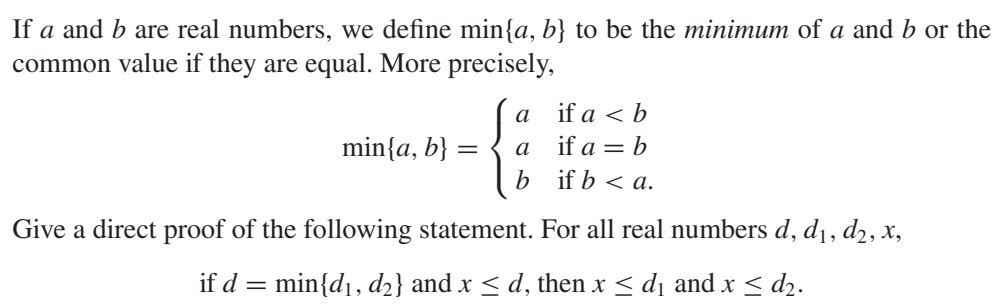 If a and b are real numbers, we define min{a, b} to be the minimum of a and b or the
common value if they are equal. More precisely,
min{a, b} = { a if a < b
a if a = b
b if b < a.
Give a direct proof of the following statement. For all real numbers d, d₁, d₂, x,
if d = min{d₁, d₂} and x ≤ d, then x ≤ d₁ and x ≤ d₂.